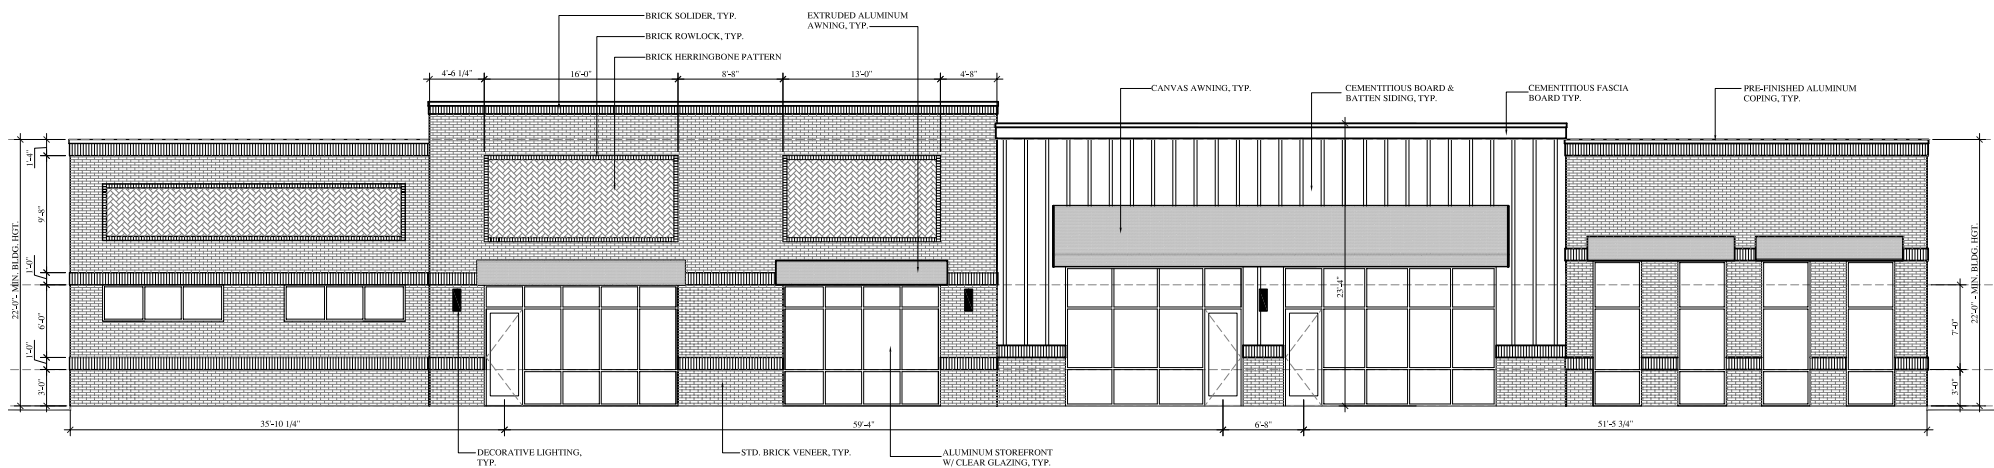 BRICK SOLIDER, TYP.
BRICK ROWLOCK, TYP.
BRICK HERRINGBONE PATTERN
EXTRUDED ALUMINUM
AWNING, TYP.
4'-6 1/4"
16'-0"
8'-8"
13'-0"
4'-8"
CANVAS AWNING, TYP.
CEMENTITIOUS BOARD &
BATTEN SIDING, TYP.
CEMENTITIOUS FASCIA
BOARD TYP.
PRE-FINISHED ALUMINUM
COPING, TYP.
22'-0" - MIN. BLDG. HGT.
1'-4"
9'-8"
1'-0"
6'-0"
1'-0"
3'-0"
23'-4"
7'-0"
3'-0"
22'-0" - MIN. BLDG. HGT.
35'-10 1/4"
59'-4"
6'-8"
51'-5 3/4"
DECORATIVE LIGHTING,
TYP.
STD. BRICK VENEER, TYP.
ALUMINUM STOREFRONT
W/ CLEAR GLAZING, TYP.